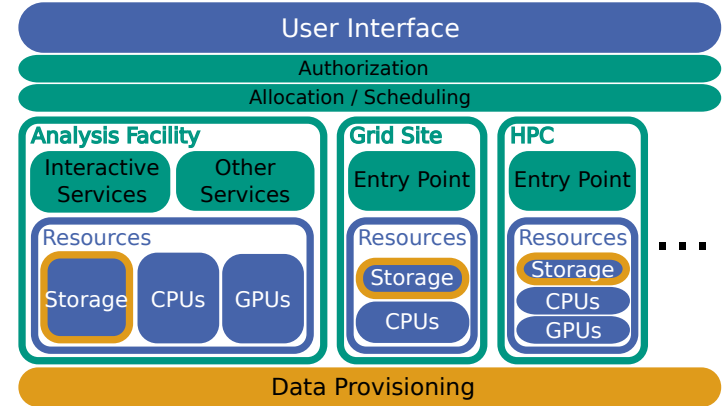 User Interface
Authorization
Allocation / Scheduling
Analysis Facility
Interactive
Services
Other
Services
Resources
Storage
CPUs
GPUs
Grid Site
Entry Point
Resources
Storage
CPUs
HPC
Entry Point
Resources
Storage
CPUs
GPUs
...
Data Provisioning